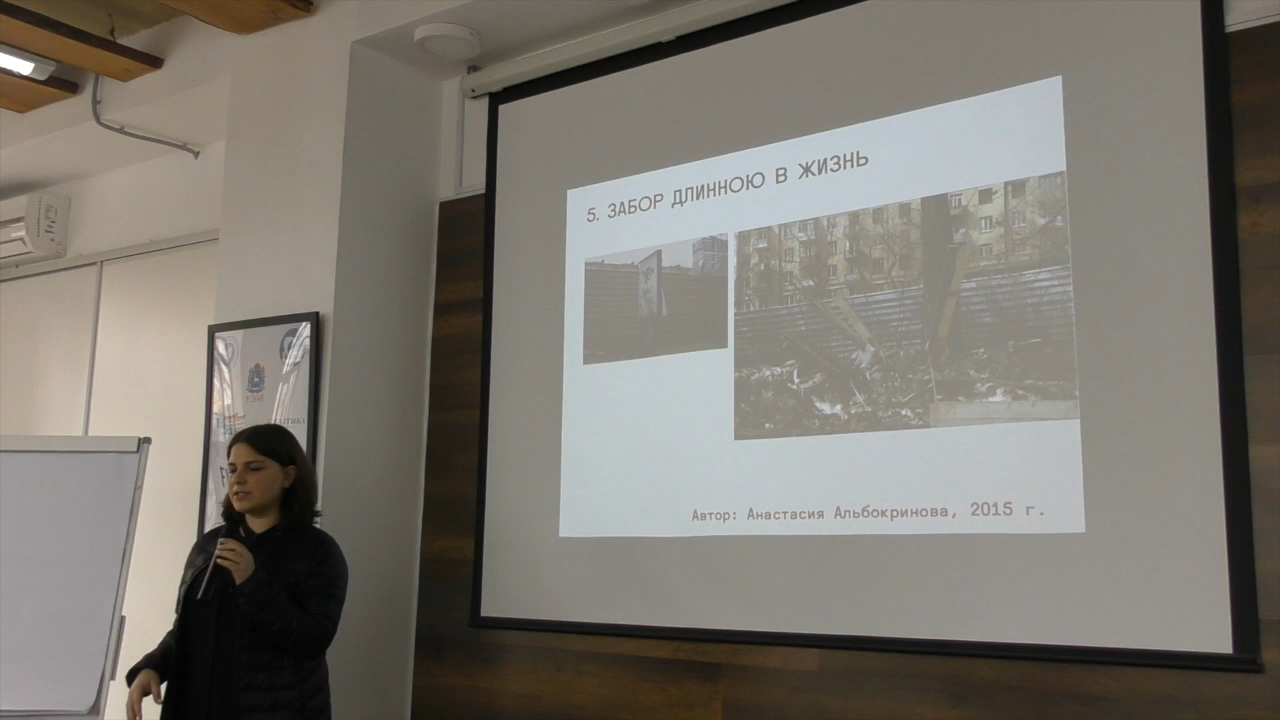 5. ЗАБОР ДЛИННОЮ В ЖИЗНЬ
Автор: Анастасия Альбокринова, 2015 г.